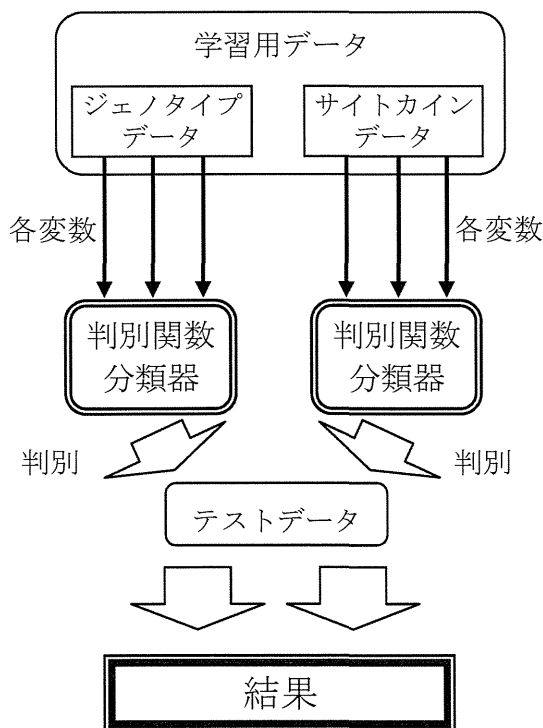 学習用データ
ジェノタイプ
データ
サイトカイン
データ
各変数
各変数
判別関数
分類器
判別関数
分類器
判別
判別
テストデータ
結果